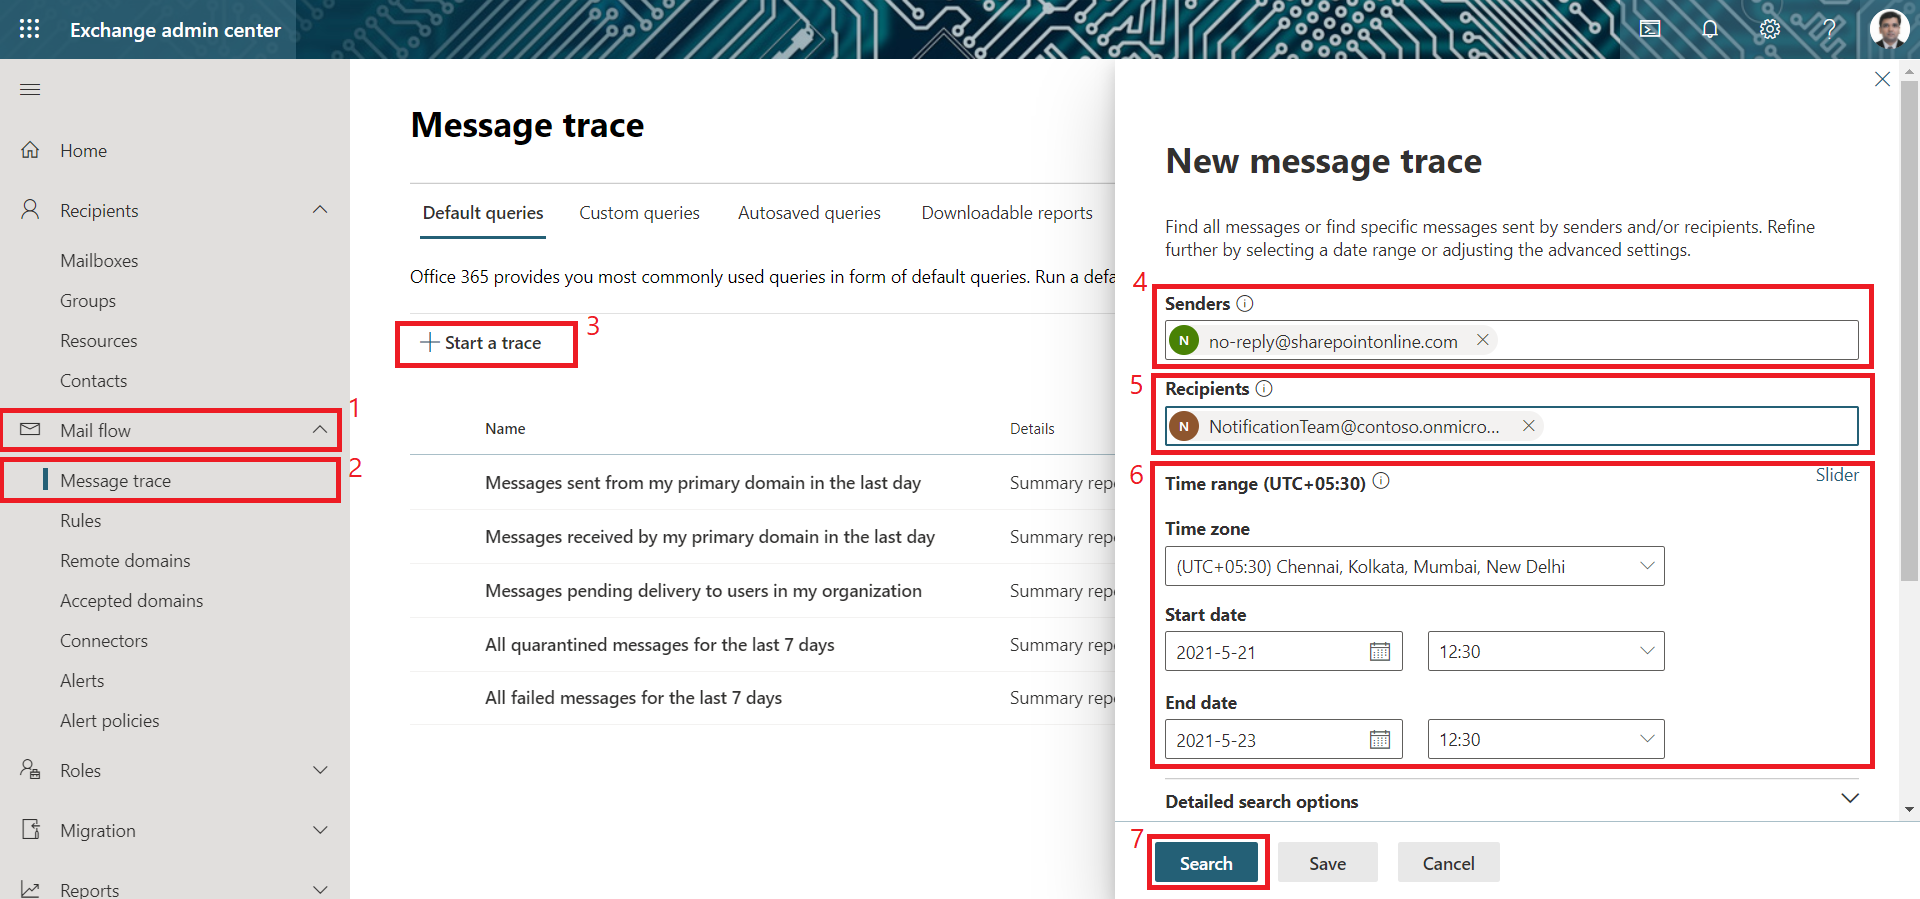 Exchange admin center
Home
Recipients
Mailboxes
Groups
Resources
Contacts
1
Mail flow
2
Message trace
Rules
Remote domains
Accepted domains
Connectors
Alerts
Alert policies
Roles
Migration
Reports
Message trace
Default queries Custom queries Autosaved queries Downloadable reports
Office 365 provides you most commonly used queries in form of default queries. Run a defa
3
Start a trace
Name Details
Messages sent from my primary domain in the last day Summary repo
Messages received by my primary domain in the last day Summary repo
Messages pending delivery to users in my organization Summary repo
All quarantined messages for the last 7 days Summary repo
All failed messages for the last 7 days Summary repo
New message trace
Find all messages or find specific messages sent by senders and/or recipients. Refine
further by selecting a date range or adjusting the advanced settings.
4
Senders
N no-reply@sharepointonline.com
5
Recipients
N NotificationTeam@contoso.onmicro...
6
Time range (UTC+05:30) Slider
Time zone
(UTC+05:30) Chennai, Kolkata, Mumbai, New Delhi
Start date
2021-5-21 12:30
End date
2021-5-23 12:30
Detailed search options
7
Search Save Cancel